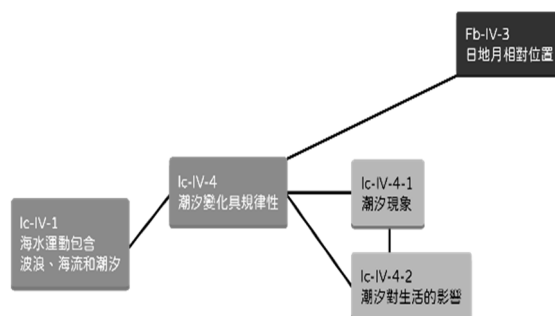 Fb-IV-3
日地月相對位置
Ic-IV-4
潮汐變化具規律性
Ic-IV-4-1
潮汐現象
Ic-IV-1
海水運動包含
波浪、海流和潮汐
Ic-IV-4-2
潮汐對生活的影響